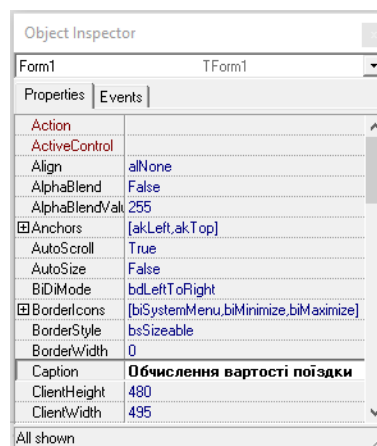 Object Inspector
Form1 TForm1
Properties Events
Action
ActiveControl
Align alNone
AlphaBlend False
AlphaBlendValu 255
Anchors [akLeft,akTop]
AutoScroll True
AutoSize False
BiDiMode bdLeftToRight
BorderIcons [biSystemMenu,biMinimize,biMaximize]
BorderStyle bsSizeable
BorderWidth 0
Caption Обчислення вартості поїздки
ClientHeight 480
ClientWidth 495
All shown